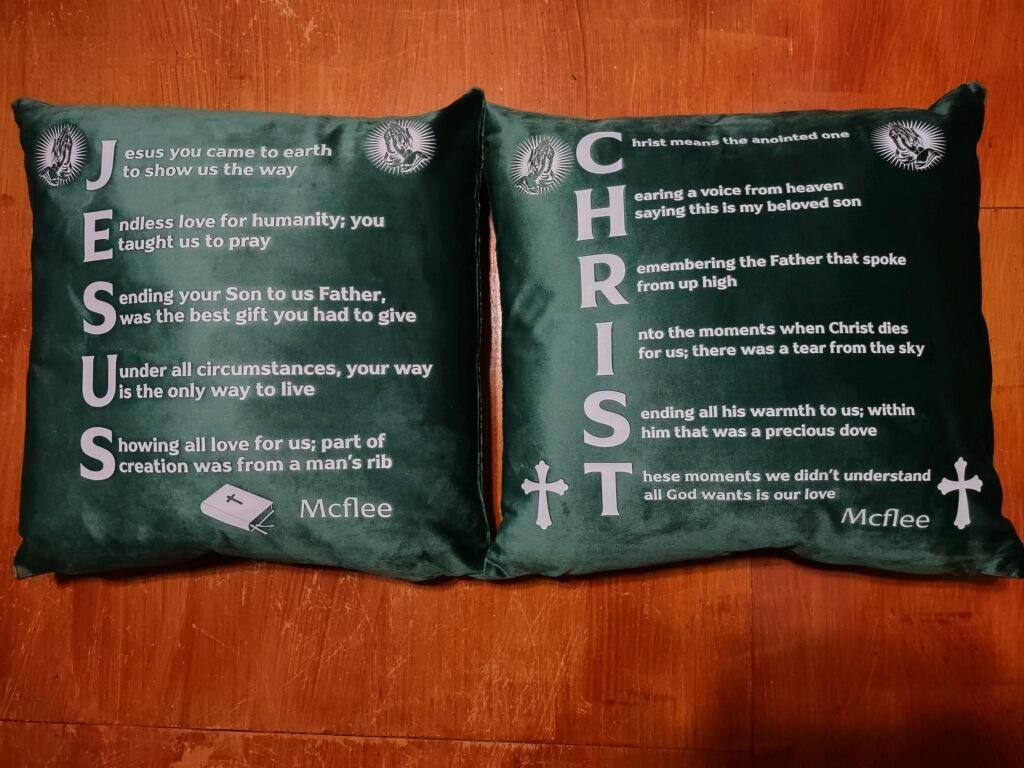 Jesus you came to earth
to show us the way
Endless love for humanity; you
taught us to pray
Sending your Son to us Father,
was the best gift you had to give
Uunder all circumstances, your way
is the only way to live
Showing all love for us; part of
creation was from a man's rib
Mcflee
Christ means the anointed one
Hearing a voice from heaven
saying this is my beloved son
Remembering the Father that spoke
from up high
Into the moments when Christ dies
for us; there was a tear from the sky
Sending all his warmth to us; within
him that was a precious dove
These moments we didn't understand
all God wants is our love
Mcflee